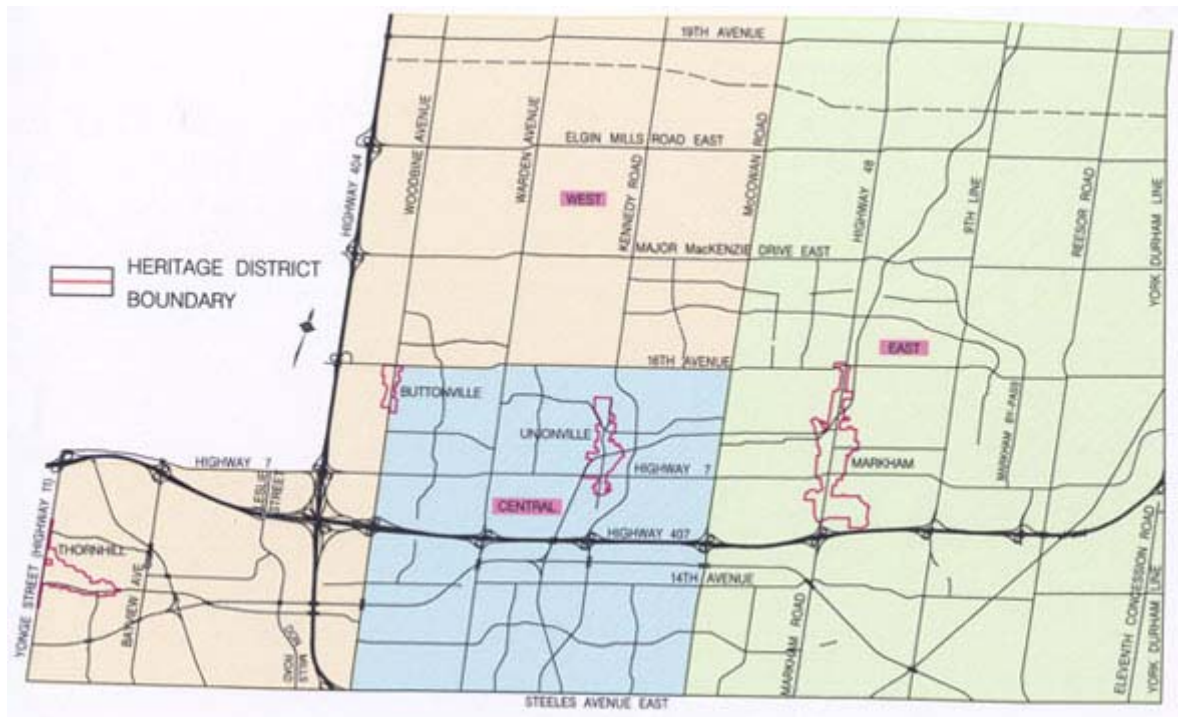 19TH AVENUE
ELGIN MILLS ROAD EAST
HIGHWAY 404
WOODBINE AVENUE
WARDEN AVENUE
WEST
KENNEDY ROAD
McCOWAN ROAD
HIGHWAY 48
9TH LINE
REESOR ROAD
YORK DURHAM LINE
MAJOR MacKENZIE DRIVE EAST
HERITAGE DISTRICT
BOUNDARY
EAST
16TH AVENUE
BUTTONVILLE
MARKHAM BY-PASS
UNIONVILLE
HIGHWAY 7
LESLIE
STREET
HIGHWAY 7
MARKHAM
CENTRAL
HIGHWAY 407
THORNHILL
YONGE STREET (HIGHWAY 11)
BAYVIEW AVE.
14TH AVENUE
DON
MILLS
ROAD
MARKHAM ROAD
ELEVENTH CONCESSION ROAD
YORK DURHAM LINE
STEELES AVENUE EAST